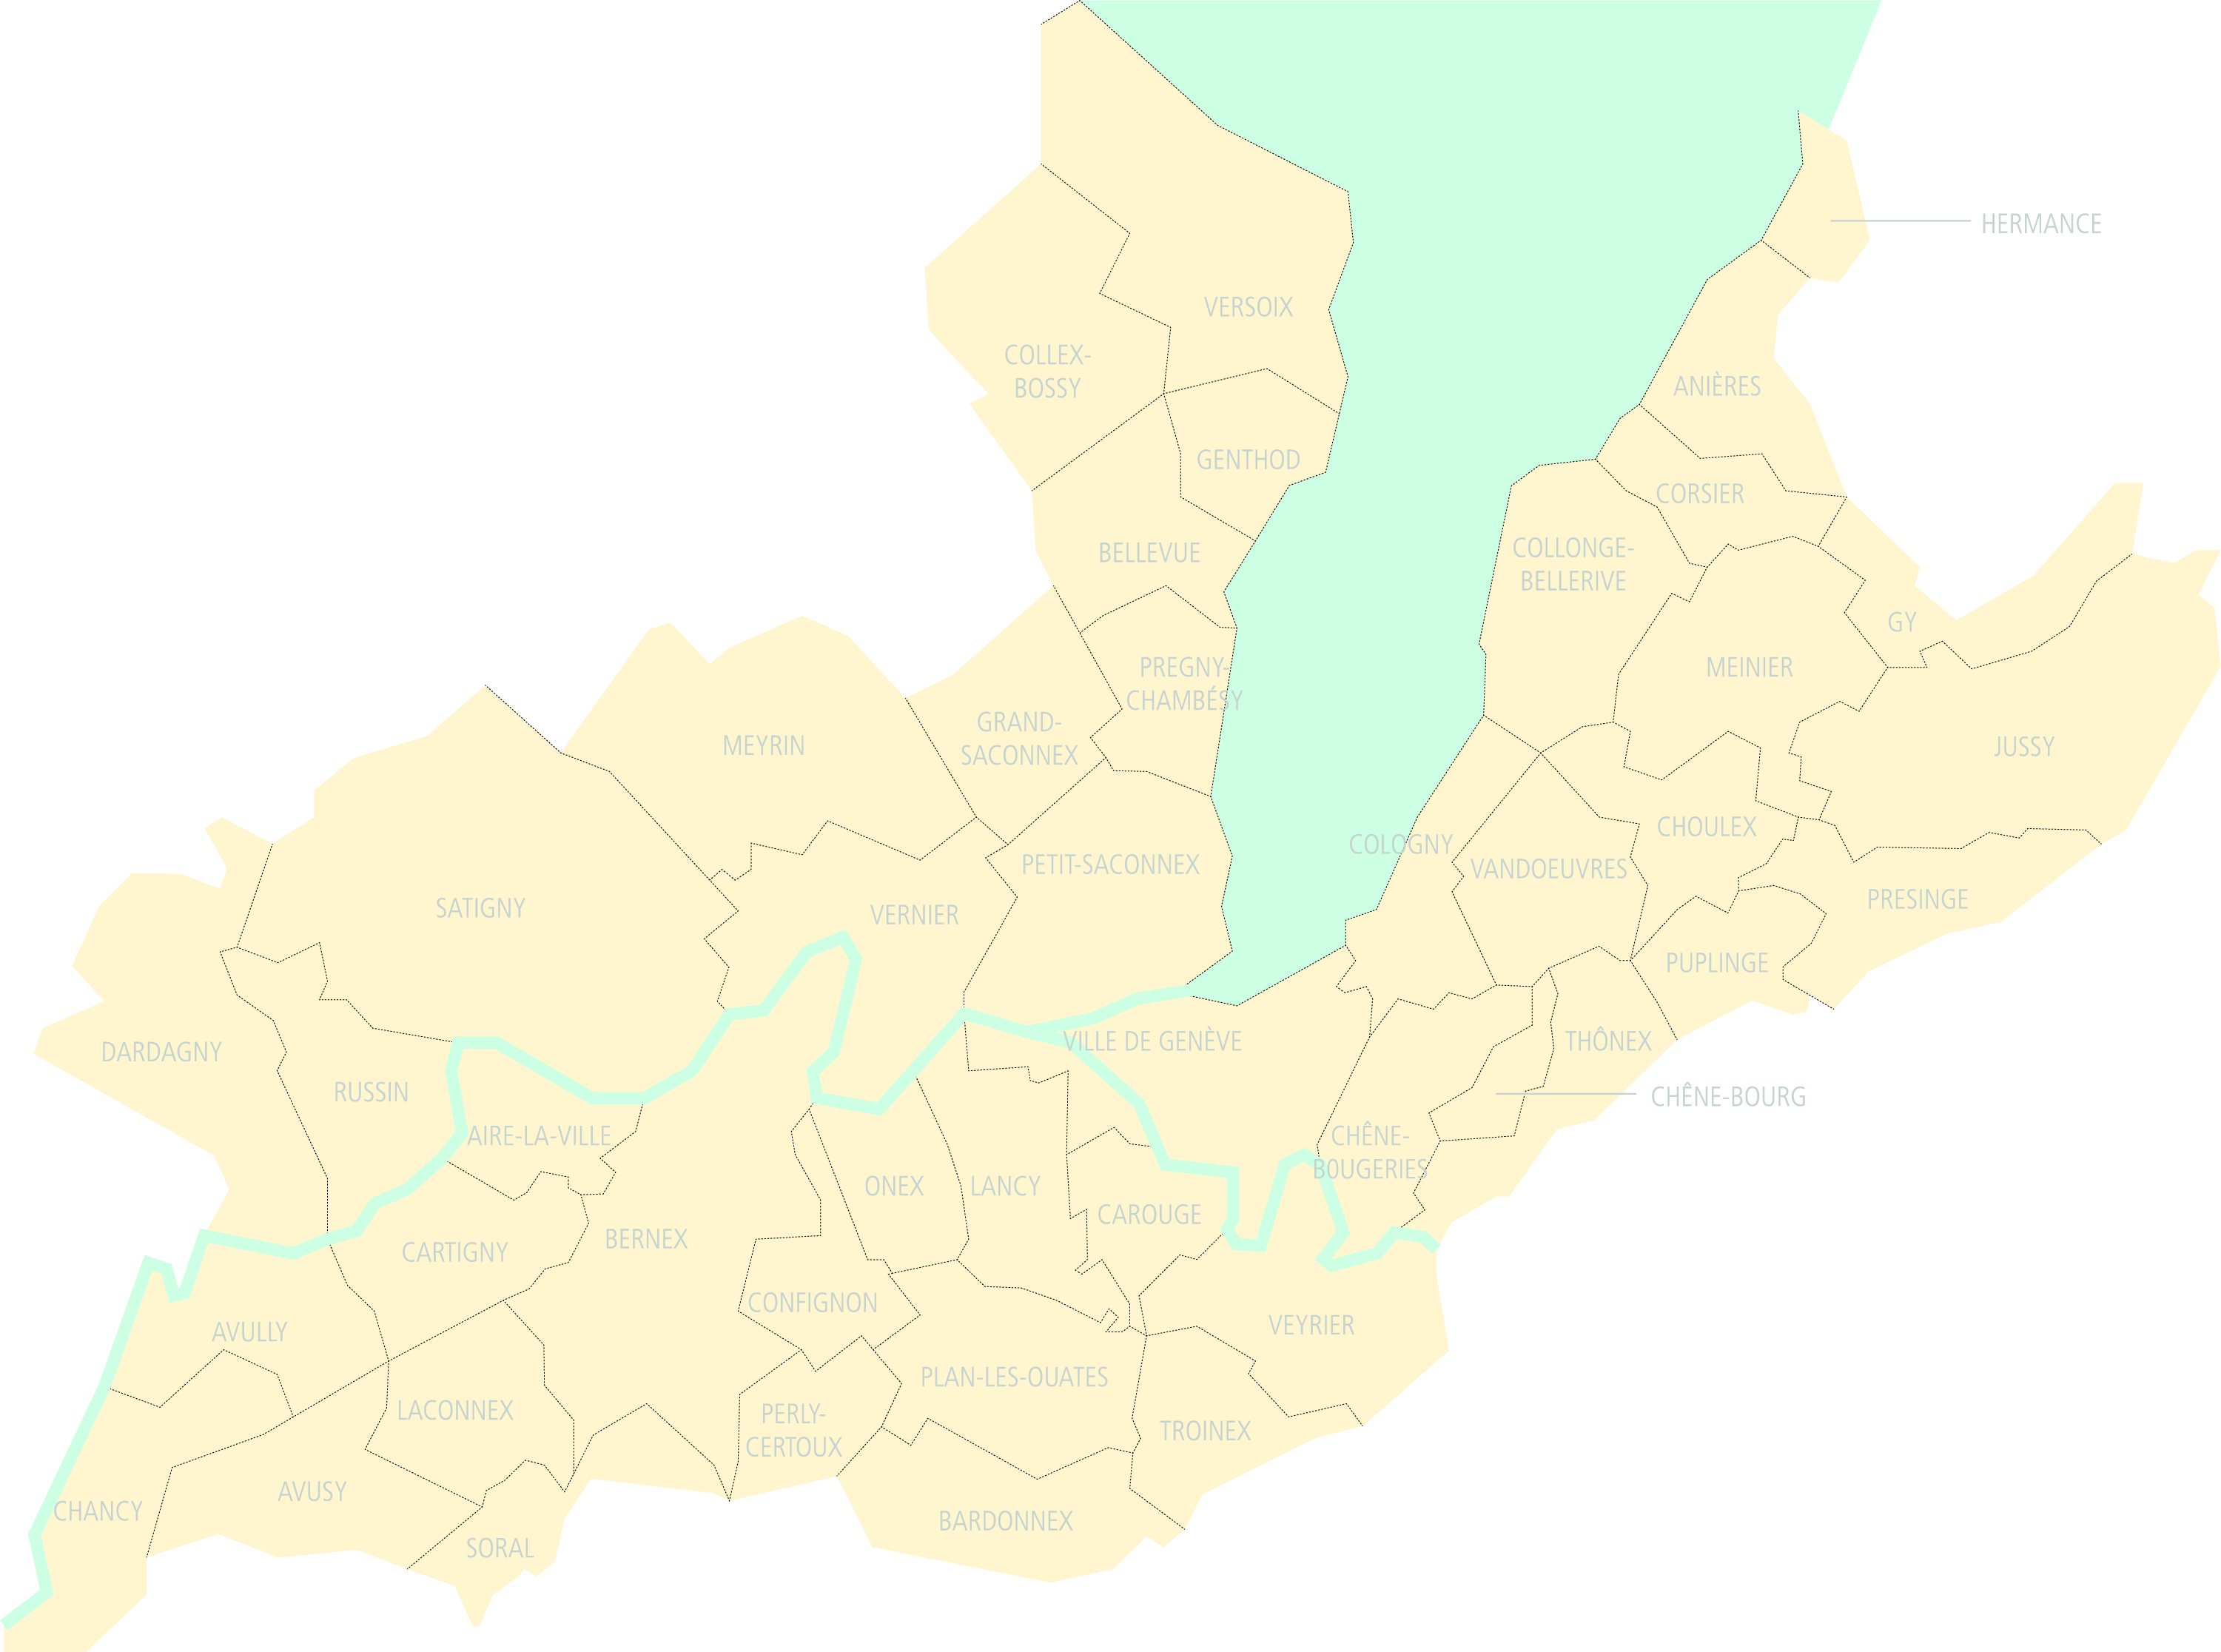 HERMANCE
VERSOIX
COLLEX-
BOSSY
ANIÈRES
GENTHOD
CORSIER
BELLEVUE
COLLONGE-
BELLERIVE
GY
PREGNY-
CHAMBÉSY
MEINIER
GRAND-
SACONNEX
MEYRIN
JUSSY
CHOULEX
COLOGNY
PETIT-SACONNEX
VANDOEUVRES
PRESINGE
SATIGNY
VERNIER
PUPLINGE
DARDAGNY
VILLE DE GENÈVE
THÔNEX
RUSSIN
CHÊNE-BOURG
AIRE-LA-VILLE
CHÊNE-
BOUGERIES
ONEX
LANCY
CAROUGE
BERNEX
CARTIGNY
CONFIGNON
VEYRIER
AVULLY
PLAN-LES-OUATES
LACONNEX
PERLY-
CERTOUX
TROINEX
AVUSY
CHANCY
BARDONNEX
SORAL